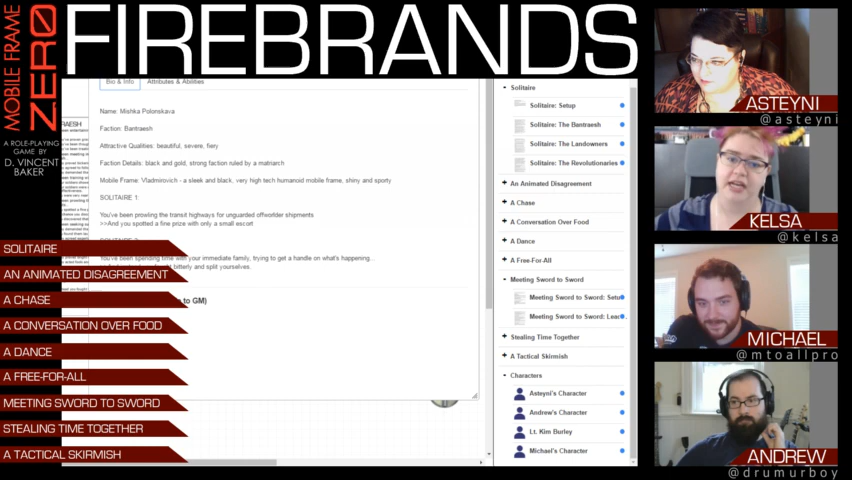 MOBILE FRAME
ZERO
FIREBRANDS
A ROLE-PLAYING
GAME BY
D. VINCENT
BAKER
SOLITAIRE
AN ANIMATED DISAGREEMENT
A CHASE
A CONVERSATION OVER FOOD
A DANCE
A FREE-FOR-ALL
MEETING SWORD TO SWORD
STEALING TIME TOGETHER
A TACTICAL SKIRMISH
Bio & Info
Attributes & Abilities
Name: Mishka Polonskava
Faction: Bantraesh
Attractive Qualities: beautiful, severe, fiery
Faction Details: black and gold, strong faction ruled by a matriarch
Mobile Frame: Vladmirovich - a sleek and black, very high tech humanoid mobile frame, shiny and sporty
SOLITAIRE 1:
You've been prowling the transit highways for unguarded offworlder shipments
>>And you spotted a fine prize with only a small escort
You've been spending time with your immediate family, trying to get a handle on what's happening...
bitterly and split yourselves.
to GM)
Solitaire
Solitaire: Setup
Solitaire: The Bantraesh
Solitaire: The Landowners
Solitaire: The Revolutionaries
An Animated Disagreement
A Chase
A Conversation Over Food
A Dance
A Free-For-All
Meeting Sword to Sword
Meeting Sword to Sword: Setu
Meeting Sword to Sword: Lea
Stealing Time Together
A Tactical Skirmish
Characters
Asteyni's Character
Andrew's Character
Lt. Kim Burley
Michael's Character
ASTEYNI
@asteyni
KELSA
@kelsa
MICHAEL
@mtoallpro
ANDREW
@drumurboy